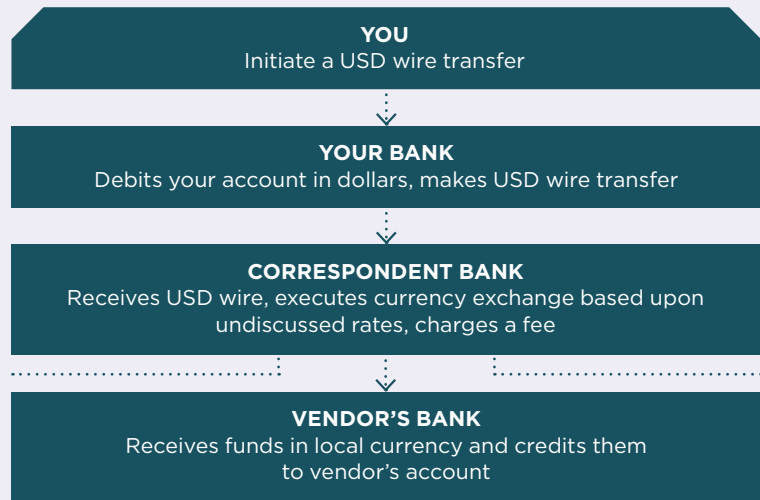 YOU
Initiate a USD wire transfer
YOUR BANK
Debits your account in dollars, makes USD wire transfer
CORRESPONDENT BANK
Receives USD wire, executes currency exchange based upon
undiscussed rates, charges a fee
VENDOR’S BANK
Receives funds in local currency and credits them
to vendor’s account